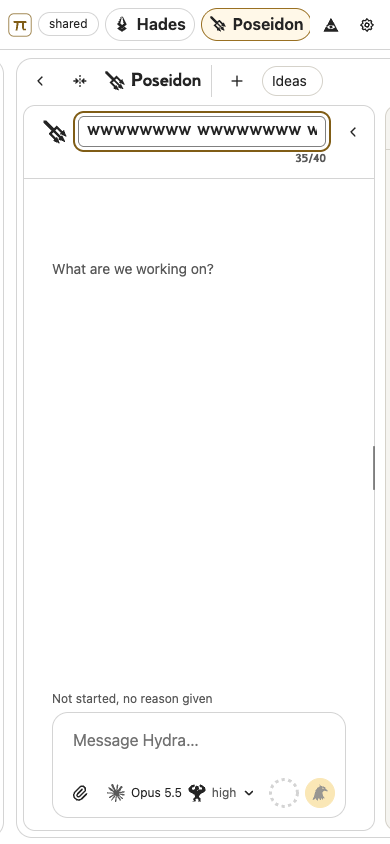 π shared Hades Poseidon
Poseidon + Ideas
wwwwwwww wwwwwwww w
35/40
What are we working on?
Not started, no reason given
Message Hydra...
Opus 5.5 high